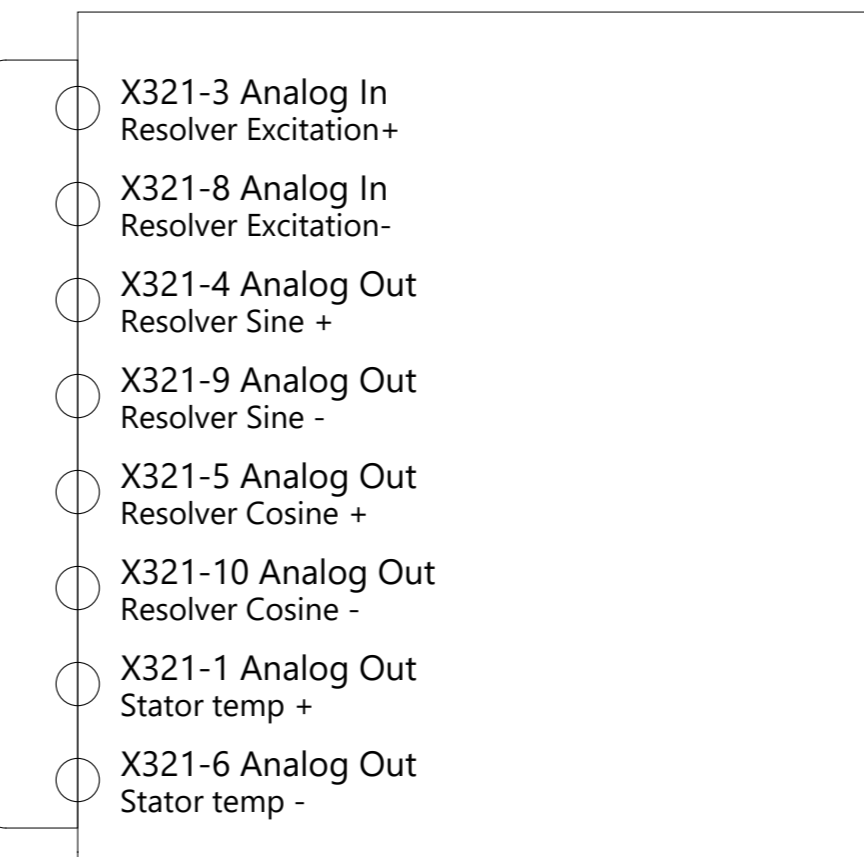 X321-3 Analog In
Resolver Excitation+
X321-8 Analog In
Resolver Excitation-
X321-4 Analog Out
Resolver Sine +
X321-9 Analog Out
Resolver Sine -
X321-5 Analog Out
Resolver Cosine +
X321-10 Analog Out
Resolver Cosine -
X321-1 Analog Out
Stator temp +
X321-6 Analog Out
Stator temp -